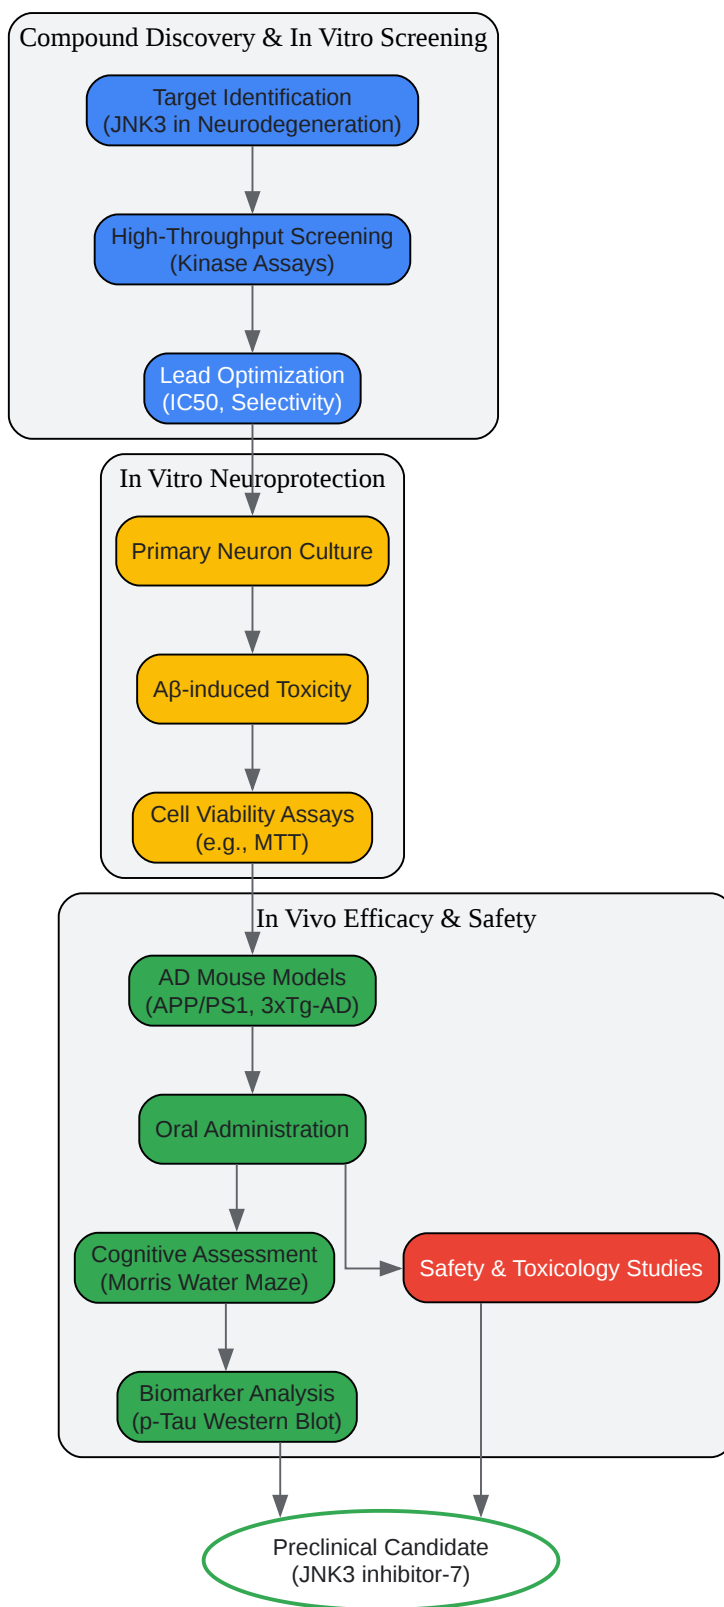 Compound Discovery & In Vitro Screening
Target Identification
(JNK3 in Neurodegeneration)
High-Throughput Screening
(Kinase Assays)
Lead Optimization
(IC50, Selectivity)
In Vitro Neuroprotection
Primary Neuron Culture
Aβ-induced Toxicity
Cell Viability Assays
(e.g., MTT)
In Vivo Efficacy & Safety
AD Mouse Models
(APP/PS1, 3xTg-AD)
Oral Administration
Cognitive Assessment
(Morris Water Maze)
Safety & Toxicology Studies
Biomarker Analysis
(p-Tau Western Blot)
Preclinical Candidate
(JNK3 inhibitor-7)